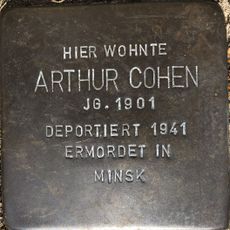 HIER WOHNTE
ARTHUR COHEN
JG. 1901
DEPORTIERT 1941
ERMORDET IN
MINSK